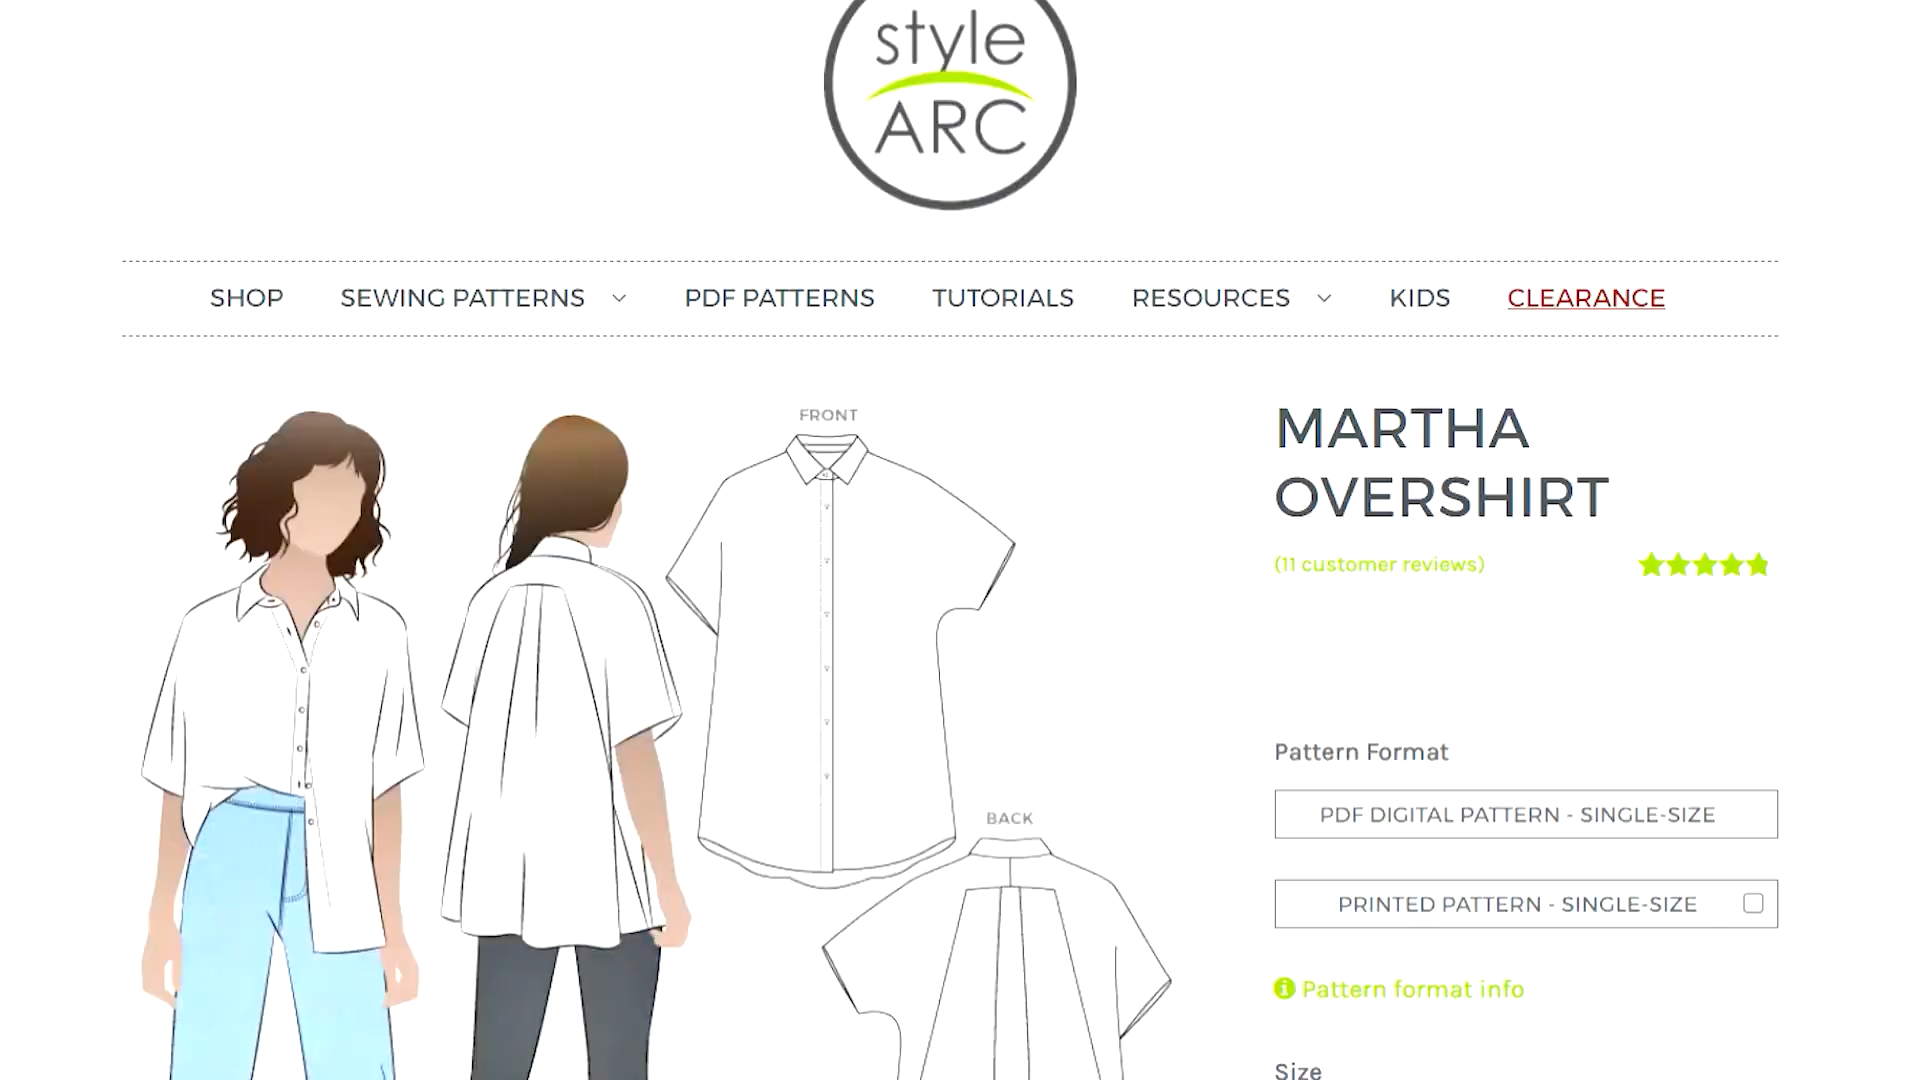 style
ARC
SHOP SEWING PATTERNS PDF PATTERNS TUTORIALS RESOURCES KIDS CLEARANCE
FRONT
BACK
MARTHA
OVERSHIRT
(11 customer reviews)
Pattern Format
PDF DIGITAL PATTERN - SINGLE-SIZE
PRINTED PATTERN - SINGLE-SIZE
Pattern format info
Size